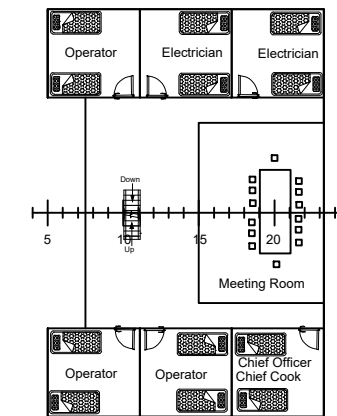 Operator
Electrician
Electrician
Down
5
10
15
20
Up
Meeting Room
Operator
Operator
Chief Officer
Chief Cook